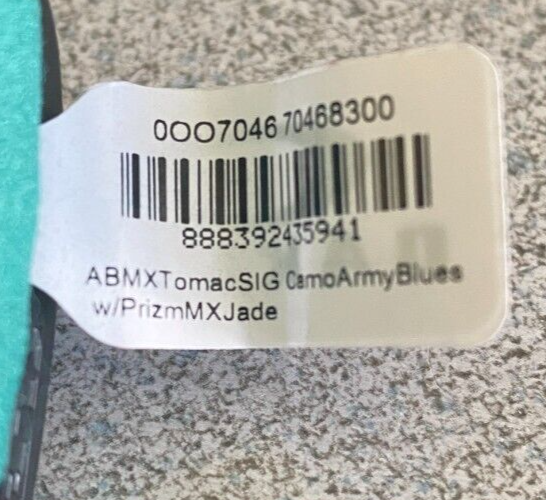 0OO7046 70468300
888392435941
ABMXTomacSIG CamoArmyBlues
w/PrizmMXJade